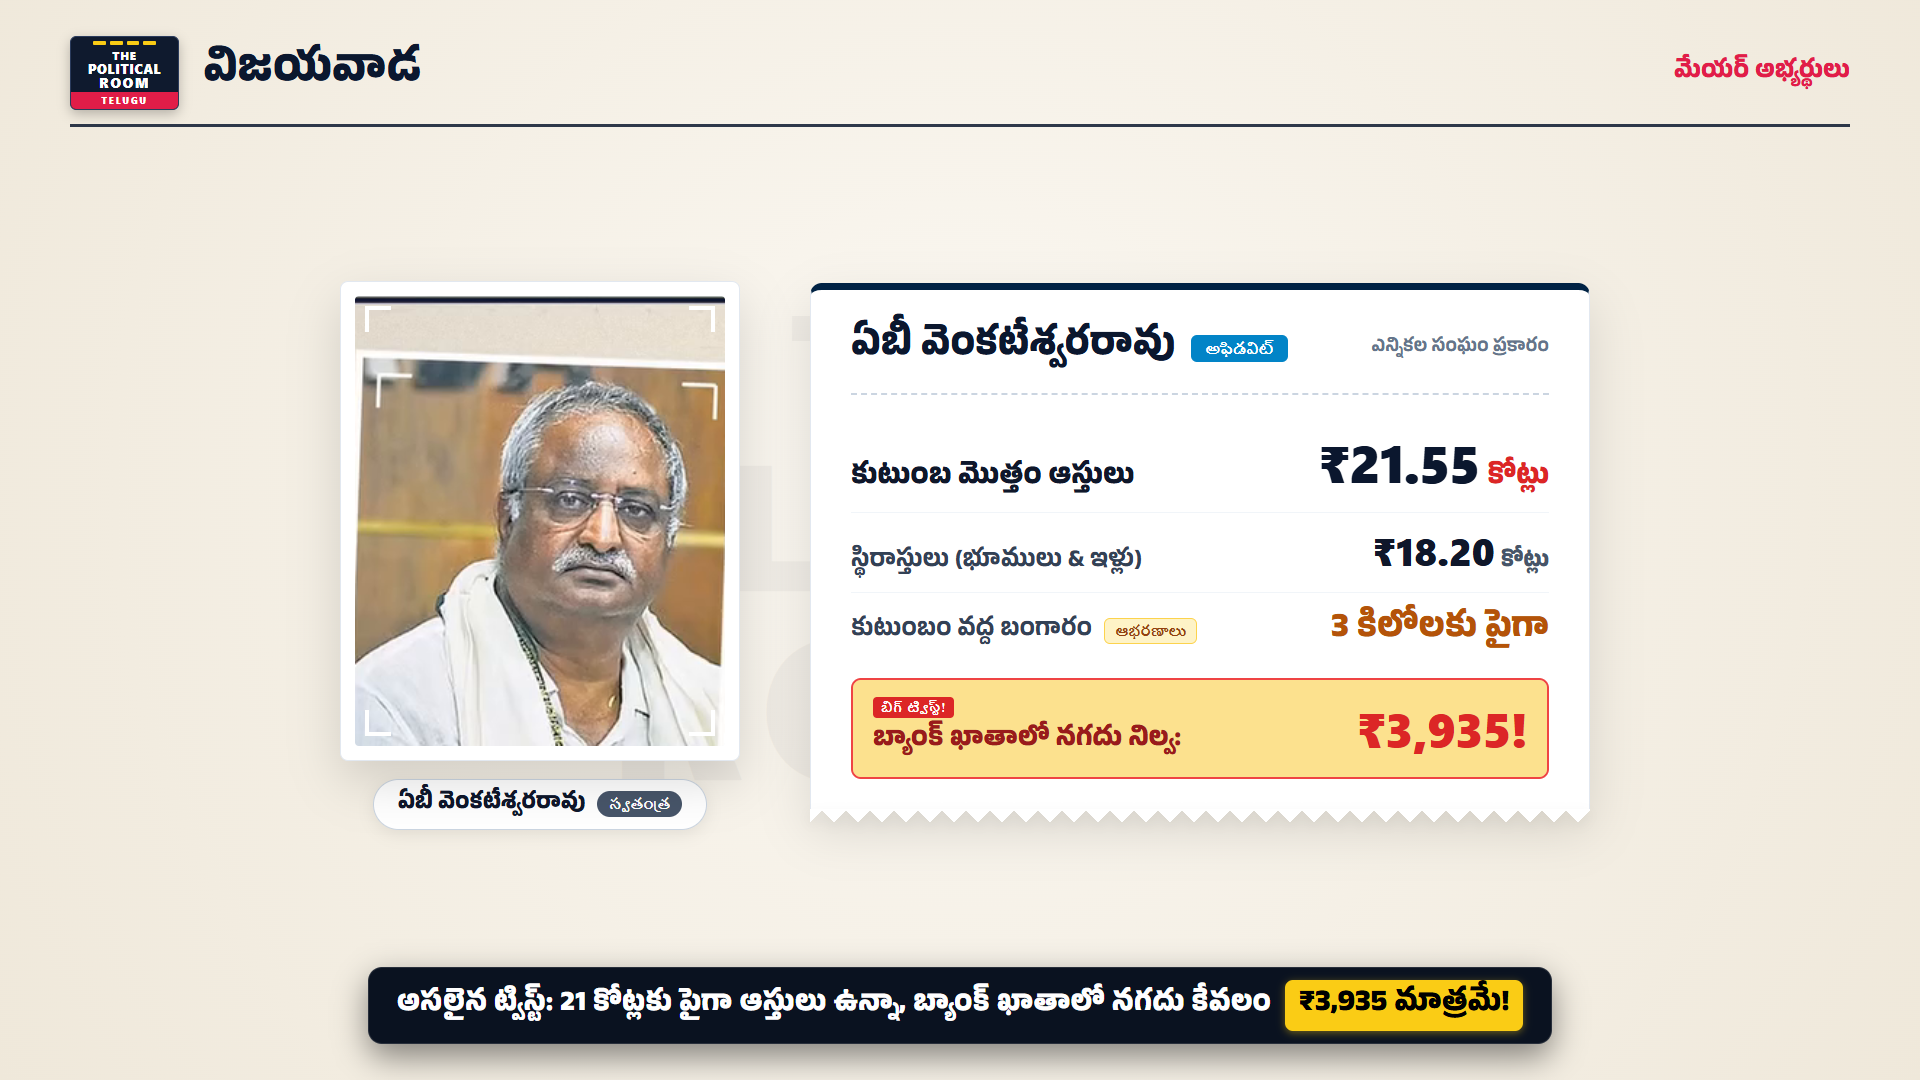 THE
POLITICAL
ROOM
TELUGU
విజయవాడ
మేయర్ అభ్యర్థులు
ఏబీ వెంకటేశ్వరరావు
అఫిడవిట్
ఎన్నికల సంఘం ప్రకారం
కుటుంబ మొత్తం ఆస్తులు
₹21.55 కోట్లు
స్థిరాస్తులు (భూములు & ఇళ్లు)
₹18.20 కోట్లు
కుటుంబం వద్ద బంగారం
ఆభరణాలు
3 కిలోలకు పైగా
బిగ్ ట్విస్ట్!
బ్యాంక్ ఖాతాలో నగదు నిల్వ:
₹3,935!
ఏబీ వెంకటేశ్వరరావు
స్వతంత్ర
అసలైన ట్విస్ట్: 21 కోట్లకు పైగా ఆస్తులు ఉన్నా, బ్యాంక్ ఖాతాలో నగదు కేవలం ₹3,935 మాత్రమే!